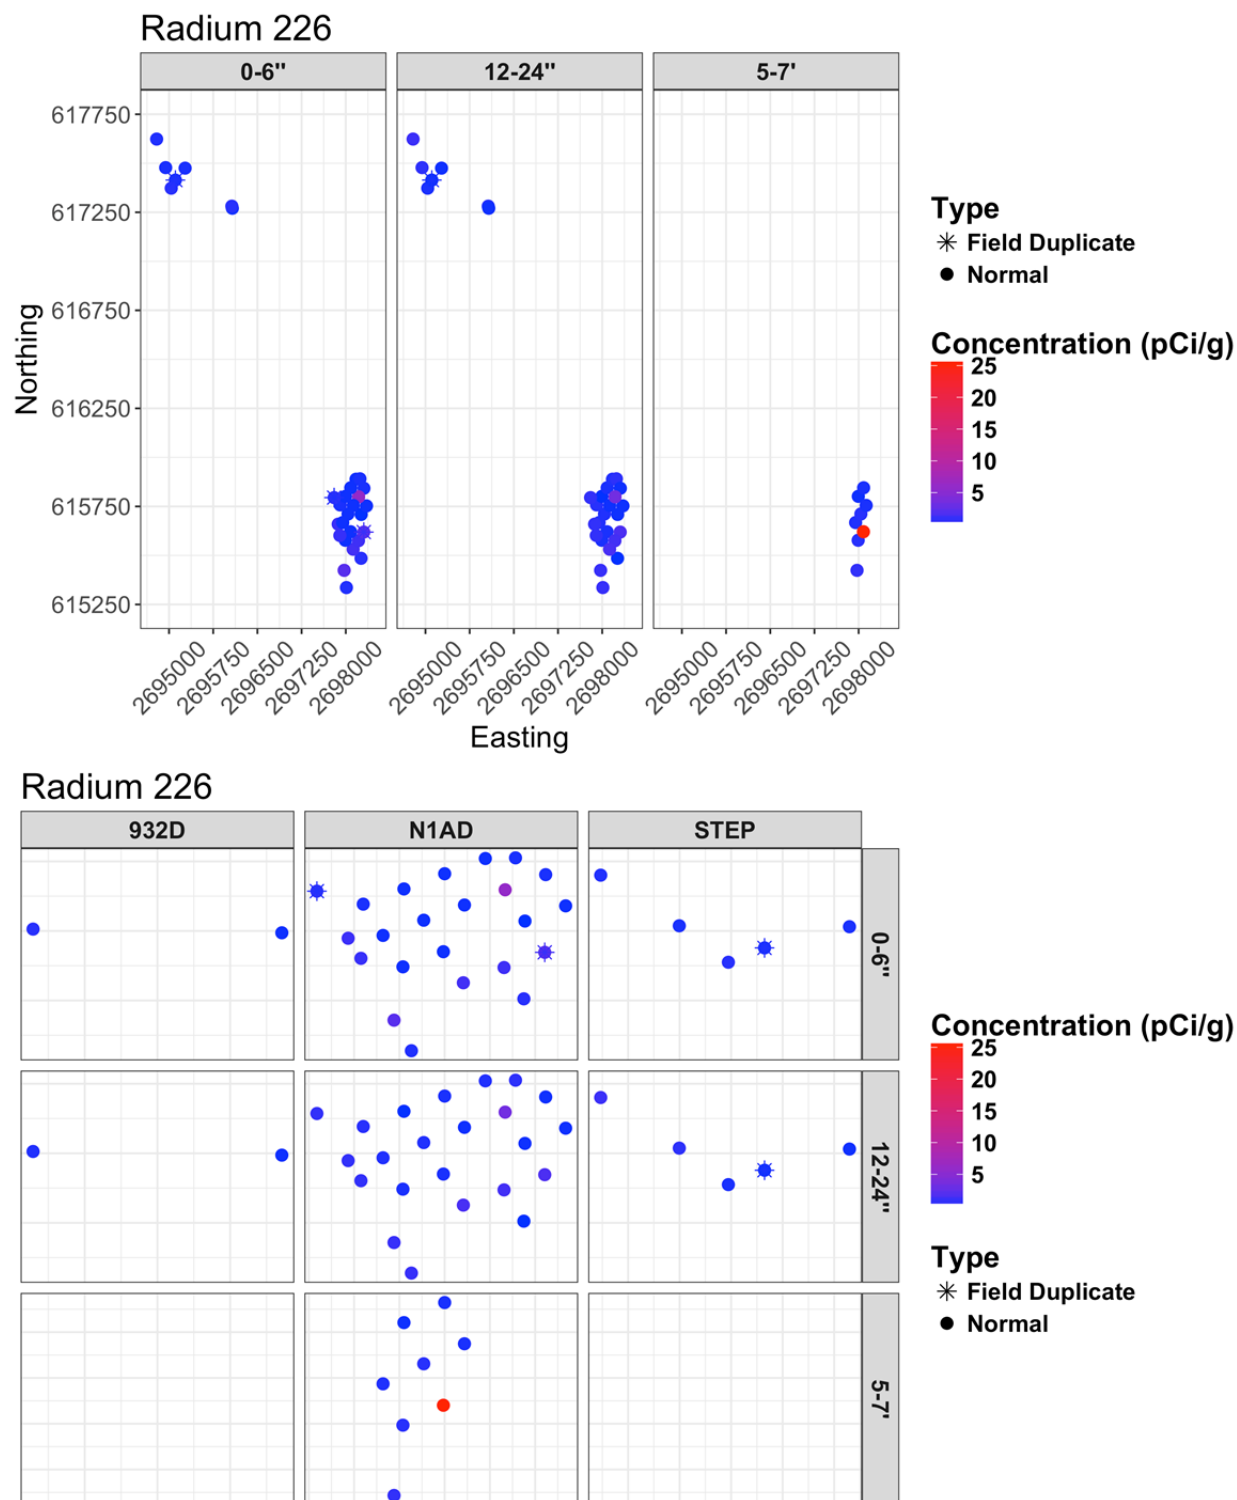 Radium 226
0-6"
12-24"
5-7'
617750
617250
616750
616250
615750
615250
Northing
2695000
2695750
2696500
2697250
2698000
2695000
2695750
2696500
2697250
2698000
2695000
2695750
2696500
2697250
2698000
Easting
Type
Field Duplicate
Normal
Concentration (pCi/g)
25
20
15
10
5
Radium 226
932D
N1AD
STEP
0-6"
12-24"
5-7'
Concentration (pCi/g)
25
20
15
10
5
Type
Field Duplicate
Normal